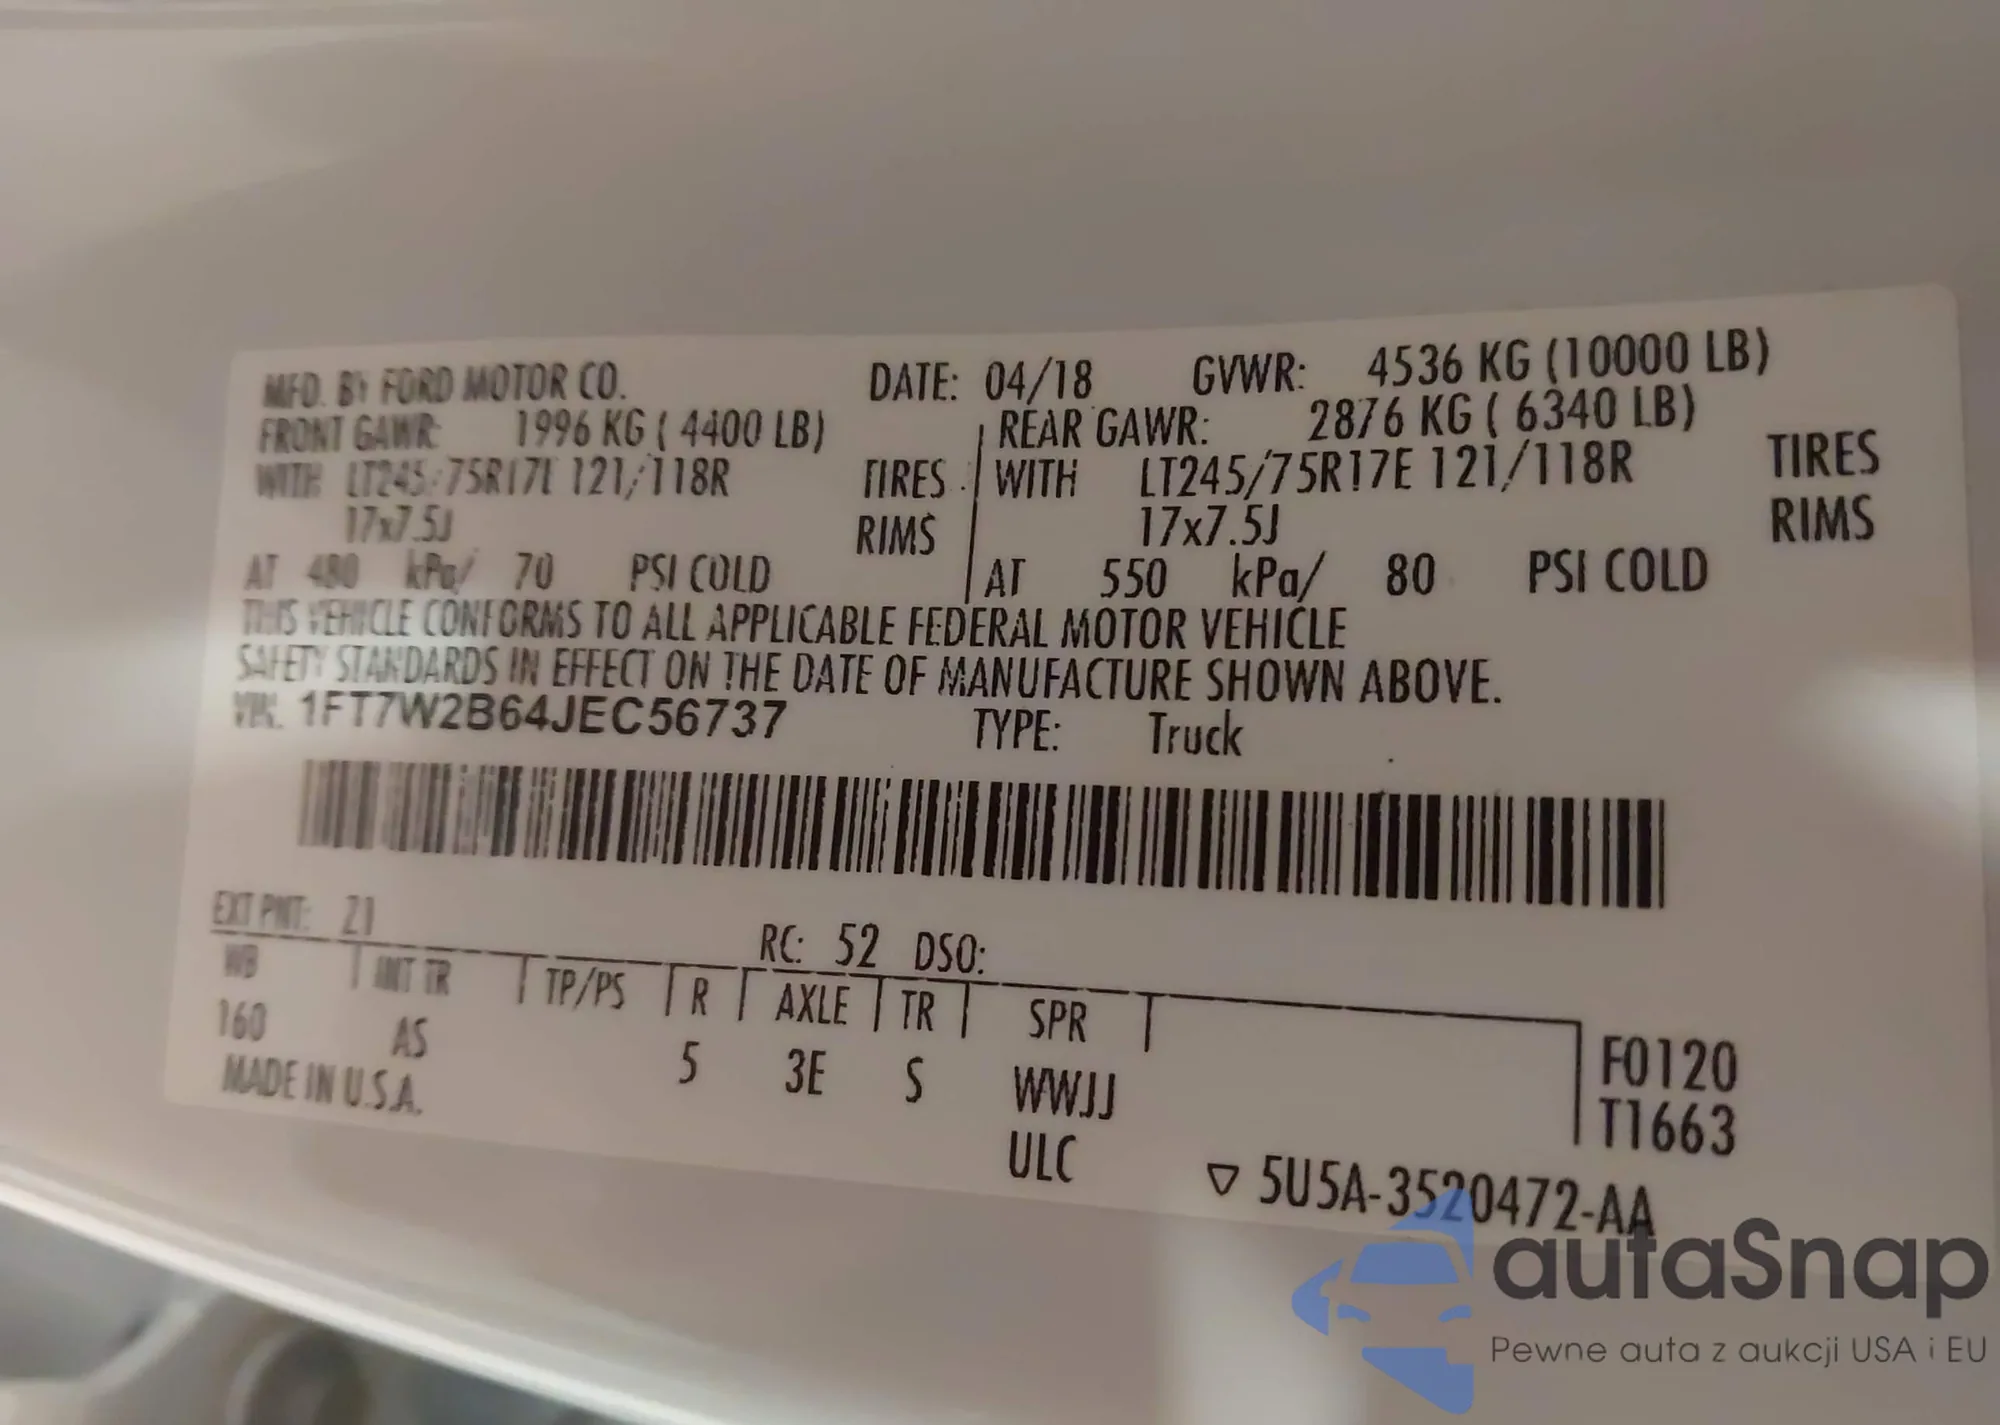 MFD. BY FORD MOTOR CO. DATE: 04/18 GVWR: 4536 KG (10000 LB)
FRONT GAWR: 1996 KG ( 4400 LB) REAR GAWR: 2876 KG ( 6340 LB)
WITH LT245/75R17E 121/118R TIRES WITH LT245/75R17E 121/118R TIRES
17x7.5J RIMS 17x7.5J RIMS
AT 480 kPa/ 70 PSI COLD AT 550 kPa/ 80 PSI COLD
THIS VEHICLE CONFORMS TO ALL APPLICABLE FEDERAL MOTOR VEHICLE
SAFETY STANDARDS IN EFFECT ON THE DATE OF MANUFACTURE SHOWN ABOVE.
VIN: 1FT7W2B64JEC56737 TYPE: Truck
EXT PNT: Z1 RC: 52 DSO:
WB INT TR TP/PS R AXLE TR SPR
160 AS 5 3E S WWJJ F0120
MADE IN U.S.A. ULC T1663
▽ 5U5A-3520472-AA
autaSnap
Pewne auta z aukcji USA i EU